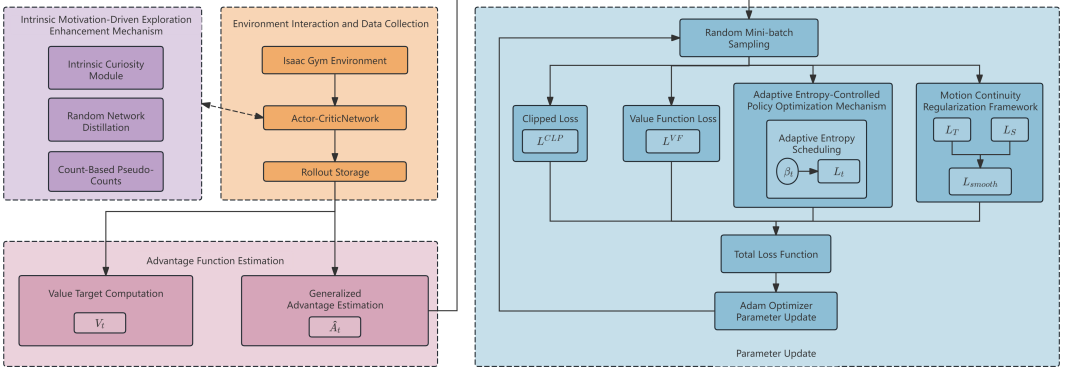 Intrinsic Motivation-Driven Exploration
Enhancement Mechanism
Intrinsic Curiosity
Module
Random Network
Distillation
Count-Based Pseudo-
Counts
Environment Interaction and Data Collection
Isaac Gym Environment
Actor-CriticNetwork
Rollout Storage
Advantage Function Estimation
Value Target Computation
V_t
Generalized
Advantage Estimation
Â_t
Random Mini-batch
Sampling
Clipped Loss
L^{CLP}
Value Function Loss
L^{VF}
Adaptive Entropy-Controlled
Policy Optimization Mechanism
Adaptive Entropy
Scheduling
β_t
L_t
Motion Continuity
Regularization Framework
L_T
L_S
L_{smooth}
Total Loss Function
Adam Optimizer
Parameter Update
Parameter Update